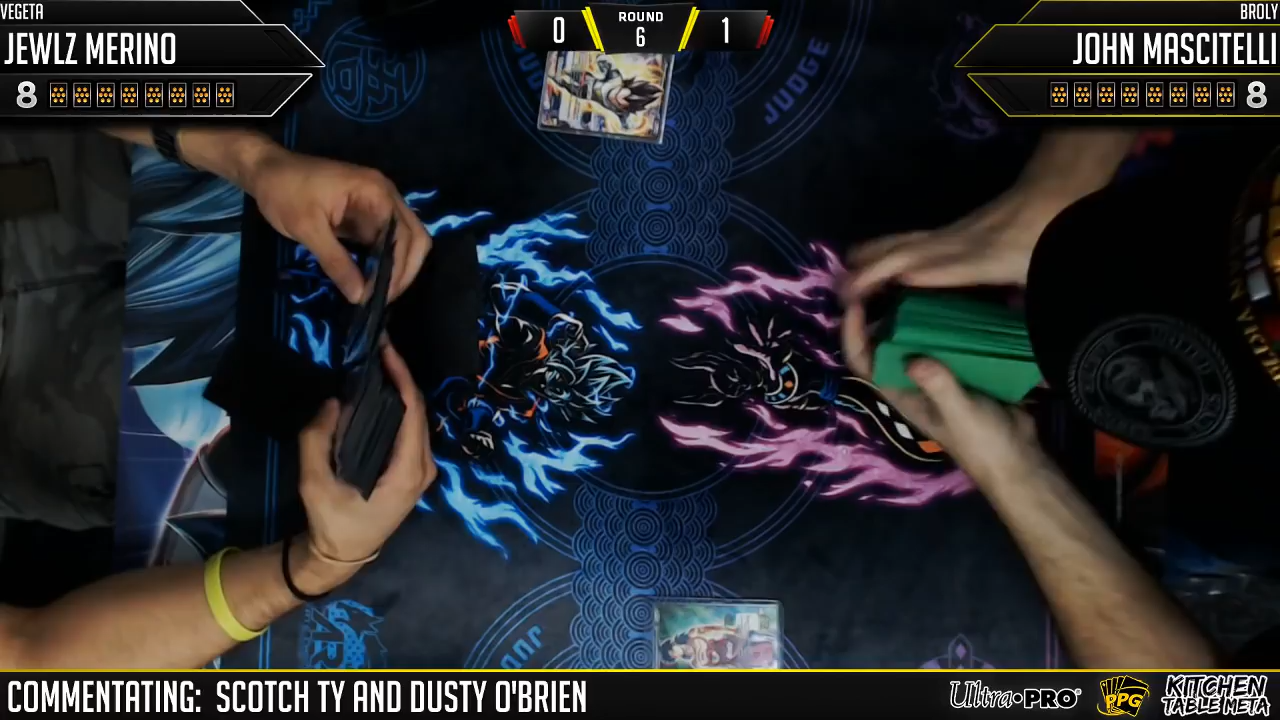 VEGETA
JEWLZ MERINO
8
0
ROUND
6
1
BROLY
JOHN MASCITELLI
8
JUDGE
COMMENTATING: SCOTCH TY AND DUSTY O'BRIEN
Ultra•PRO®
PPG
KITCHEN
TABLE META